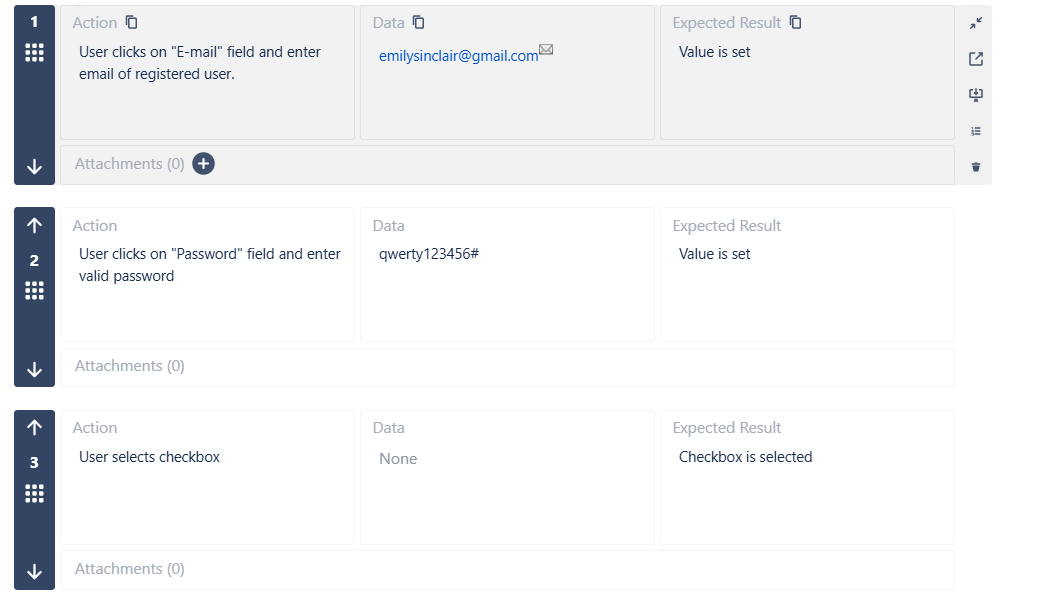 1
Action
Data
Expected Result
User clicks on "E-mail" field and enter
email of registered user.
emilysinclair@gmail.com
Value is set
Attachments (0)
2
Action
Data
Expected Result
User clicks on "Password" field and enter
valid password
qwerty123456#
Value is set
Attachments (0)
3
Action
Data
Expected Result
User selects checkbox
None
Checkbox is selected
Attachments (0)